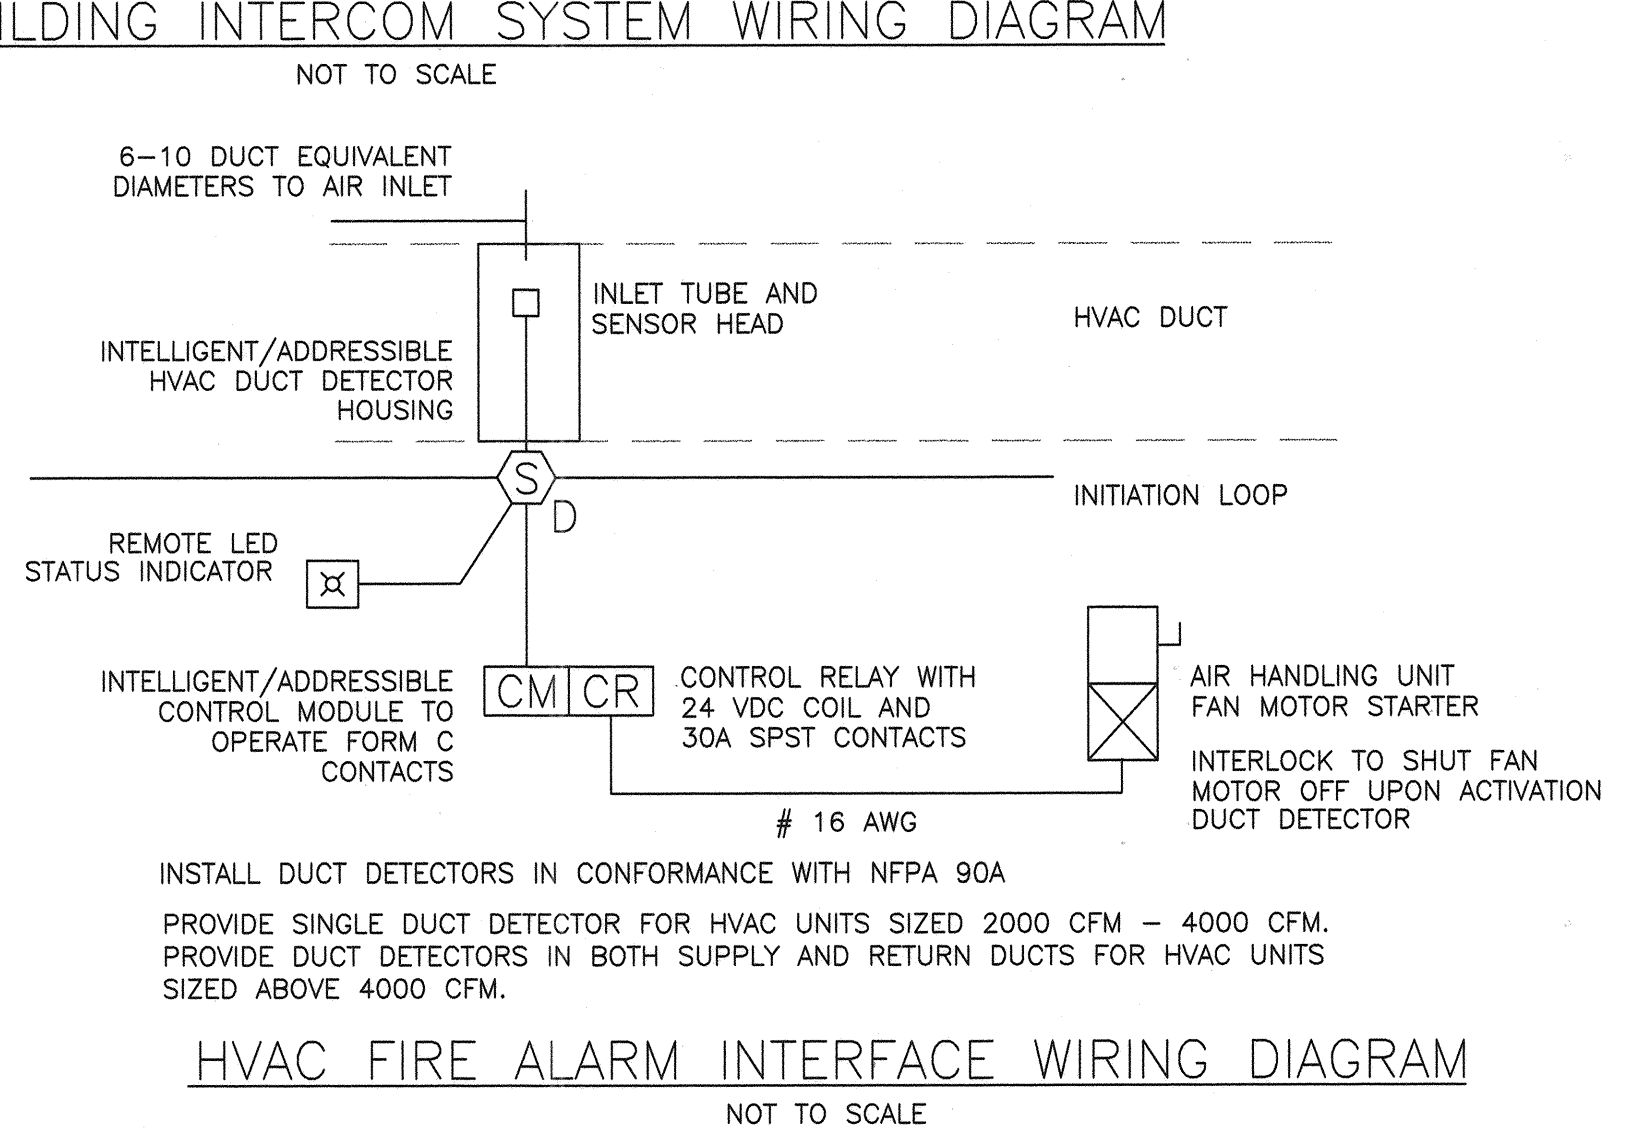 INTERCOM SYSTEM WIRING DIAGRAM
NOT TO SCALE
6-10 DUCT EQUIVALENT
DIAMETERS TO AIR INLET
INLET TUBE AND
SENSOR HEAD
HVAC DUCT
INTELLIGENT/ADDRESSIBLE
HVAC DUCT DETECTOR
HOUSING
S
D
INITIATION LOOP
REMOTE LED
STATUS INDICATOR
INTELLIGENT/ADDRESSIBLE
CONTROL MODULE TO
OPERATE FORM C
CONTACTS
CM CR
CONTROL RELAY WITH
24 VDC COIL AND
30A SPST CONTACTS
AIR HANDLING UNIT
FAN MOTOR STARTER
INTERLOCK TO SHUT FAN
MOTOR OFF UPON ACTIVATION
DUCT DETECTOR
# 16 AWG
INSTALL DUCT DETECTORS IN CONFORMANCE WITH NFPA 90A
PROVIDE SINGLE DUCT DETECTOR FOR HVAC UNITS SIZED 2000 CFM - 4000 CFM.
PROVIDE DUCT DETECTORS IN BOTH SUPPLY AND RETURN DUCTS FOR HVAC UNITS
SIZED ABOVE 4000 CFM.
HVAC FIRE ALARM INTERFACE WIRING DIAGRAM
NOT TO SCALE